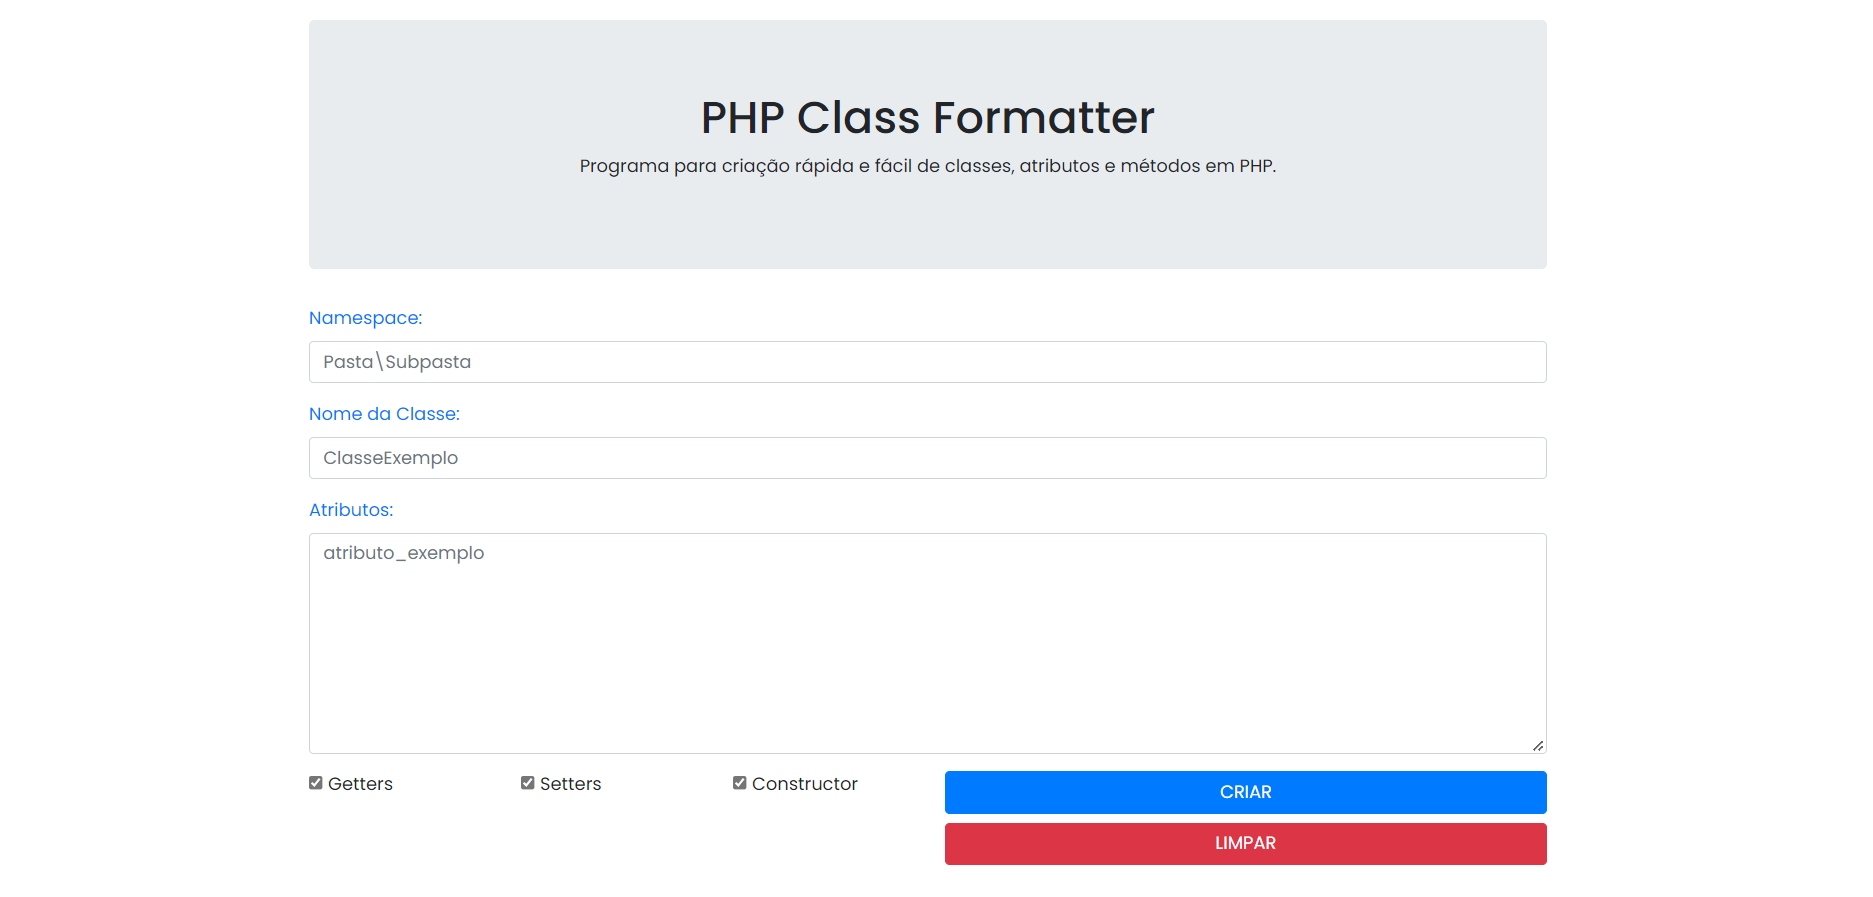 PHP Class Formatter
Programa para criação rápida e fácil de classes, atributos e métodos em PHP.
Namespace:
Pasta\Subpasta
Nome da Classe:
ClasseExemplo
Atributos:
atributo_exemplo
Getters Setters Constructor CRIAR
LIMPAR